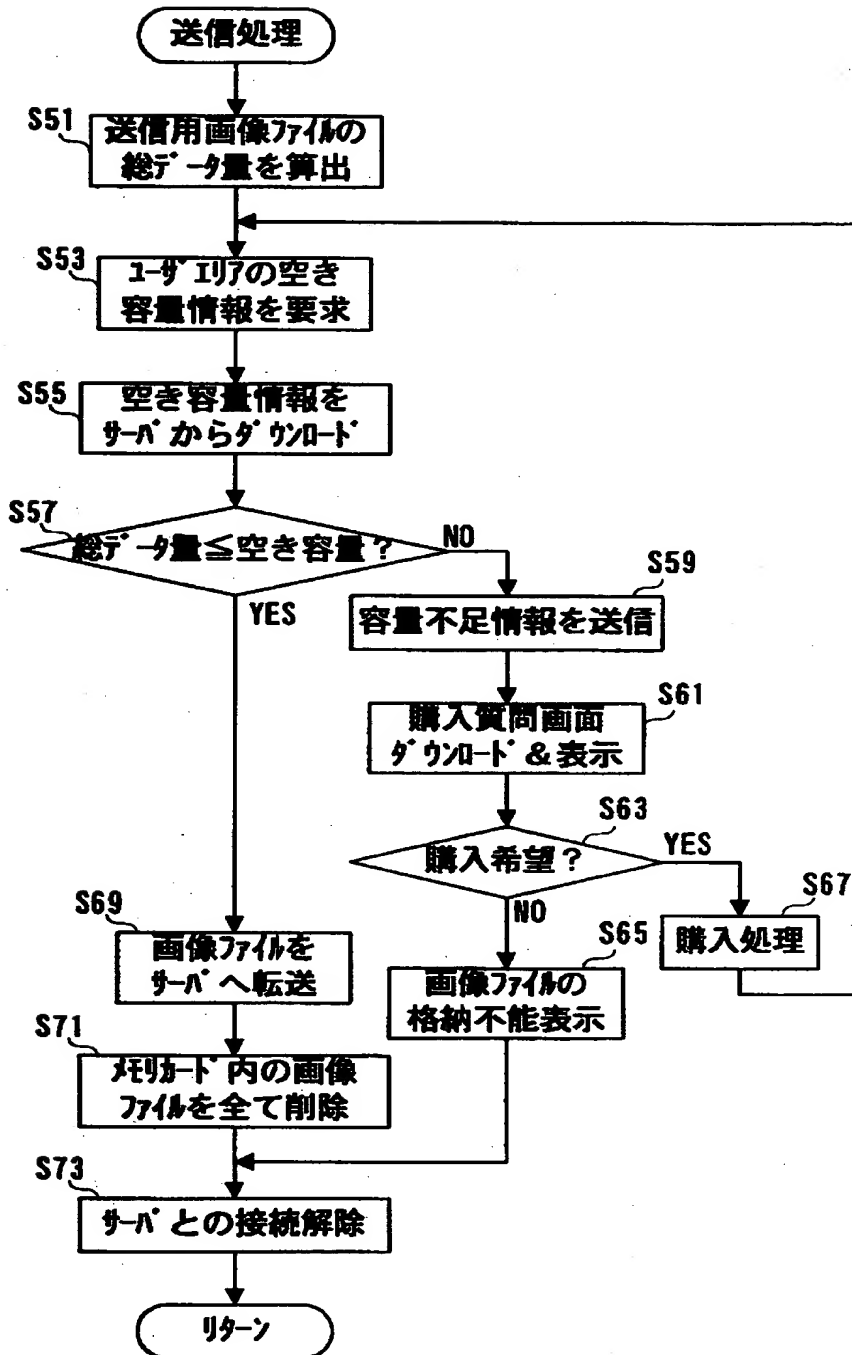 送信処理
S51
送信用画像ファイルの
総データ量を算出
S53
ユーザエリアの空き
容量情報を要求
S55
空き容量情報を
サーバからダウンロード
S57
総データ量≦空き容量?
NO
YES
S59
容量不足情報を送信
S61
購入質問画面
ダウンロード&表示
S63
購入希望?
YES
NO
S67
購入処理
S65
画像ファイルの
格納不能表示
S69
画像ファイルを
サーバへ転送
S71
メモリカード内の画像
ファイルを全て削除
S73
サーバとの接続解除
リターン